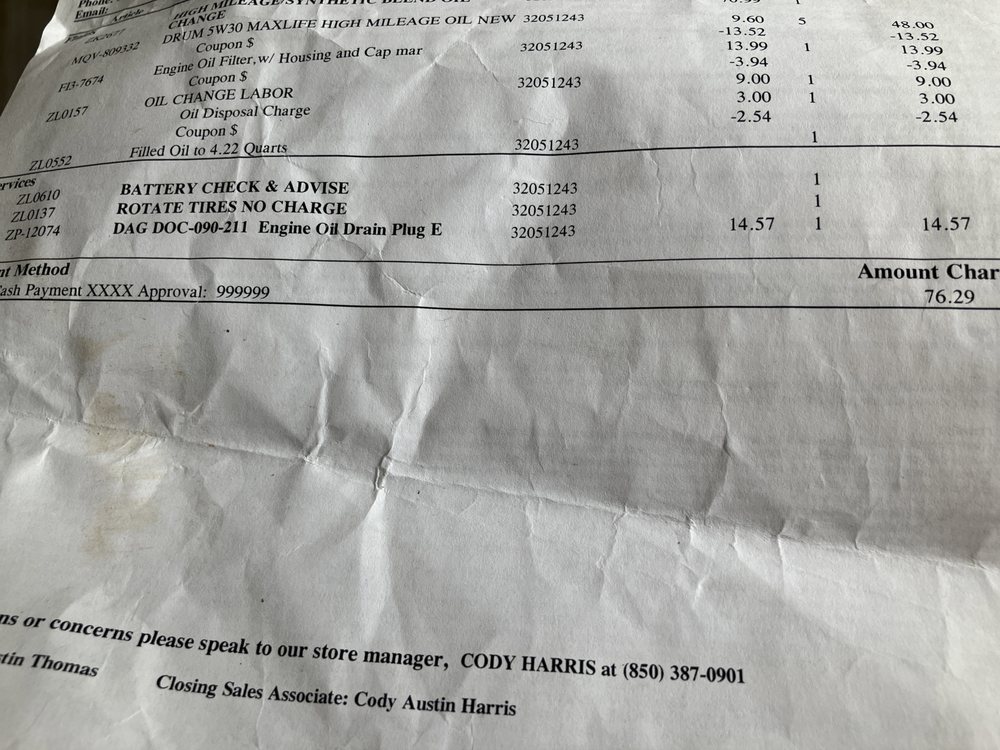 Phone:
Email:
Article
HIGH MILEAGE/SYNTHETIC BLEND OIL
CHANGE
MQV-809332 DRUM 5W30 MAXLIFE HIGH MILEAGE OIL NEW 32051243 9.60 5 48.00
Coupon $ -13.52 -13.52
FI3-7674 Engine Oil Filter, w/ Housing and Cap mar 32051243 13.99 1 13.99
Coupon $ -3.94 -3.94
ZL0157 OIL CHANGE LABOR 32051243 9.00 1 9.00
Oil Disposal Charge 3.00 1 3.00
Coupon $ -2.54 -2.54
ZL0552 Filled Oil to 4.22 Quarts 32051243 1
ervices
ZL0610 BATTERY CHECK & ADVISE 32051243 1
ZL0137 ROTATE TIRES NO CHARGE 32051243 1
ZP-12074 DAG DOC-090-211 Engine Oil Drain Plug E 32051243 14.57 1 14.57
nt Method Amount Char
ash Payment XXXX Approval: 999999 76.29
ns or concerns please speak to our store manager, CODY HARRIS at (850) 387-0901
tin Thomas Closing Sales Associate: Cody Austin Harris